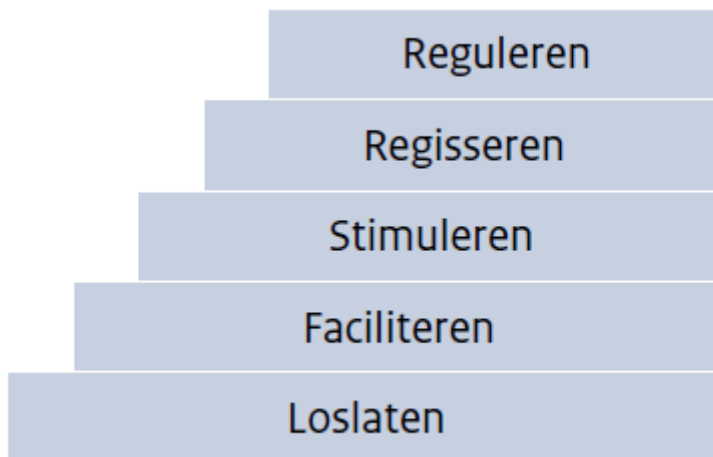 Reguleren
Regisseren
Stimuleren
Faciliteren
Loslaten